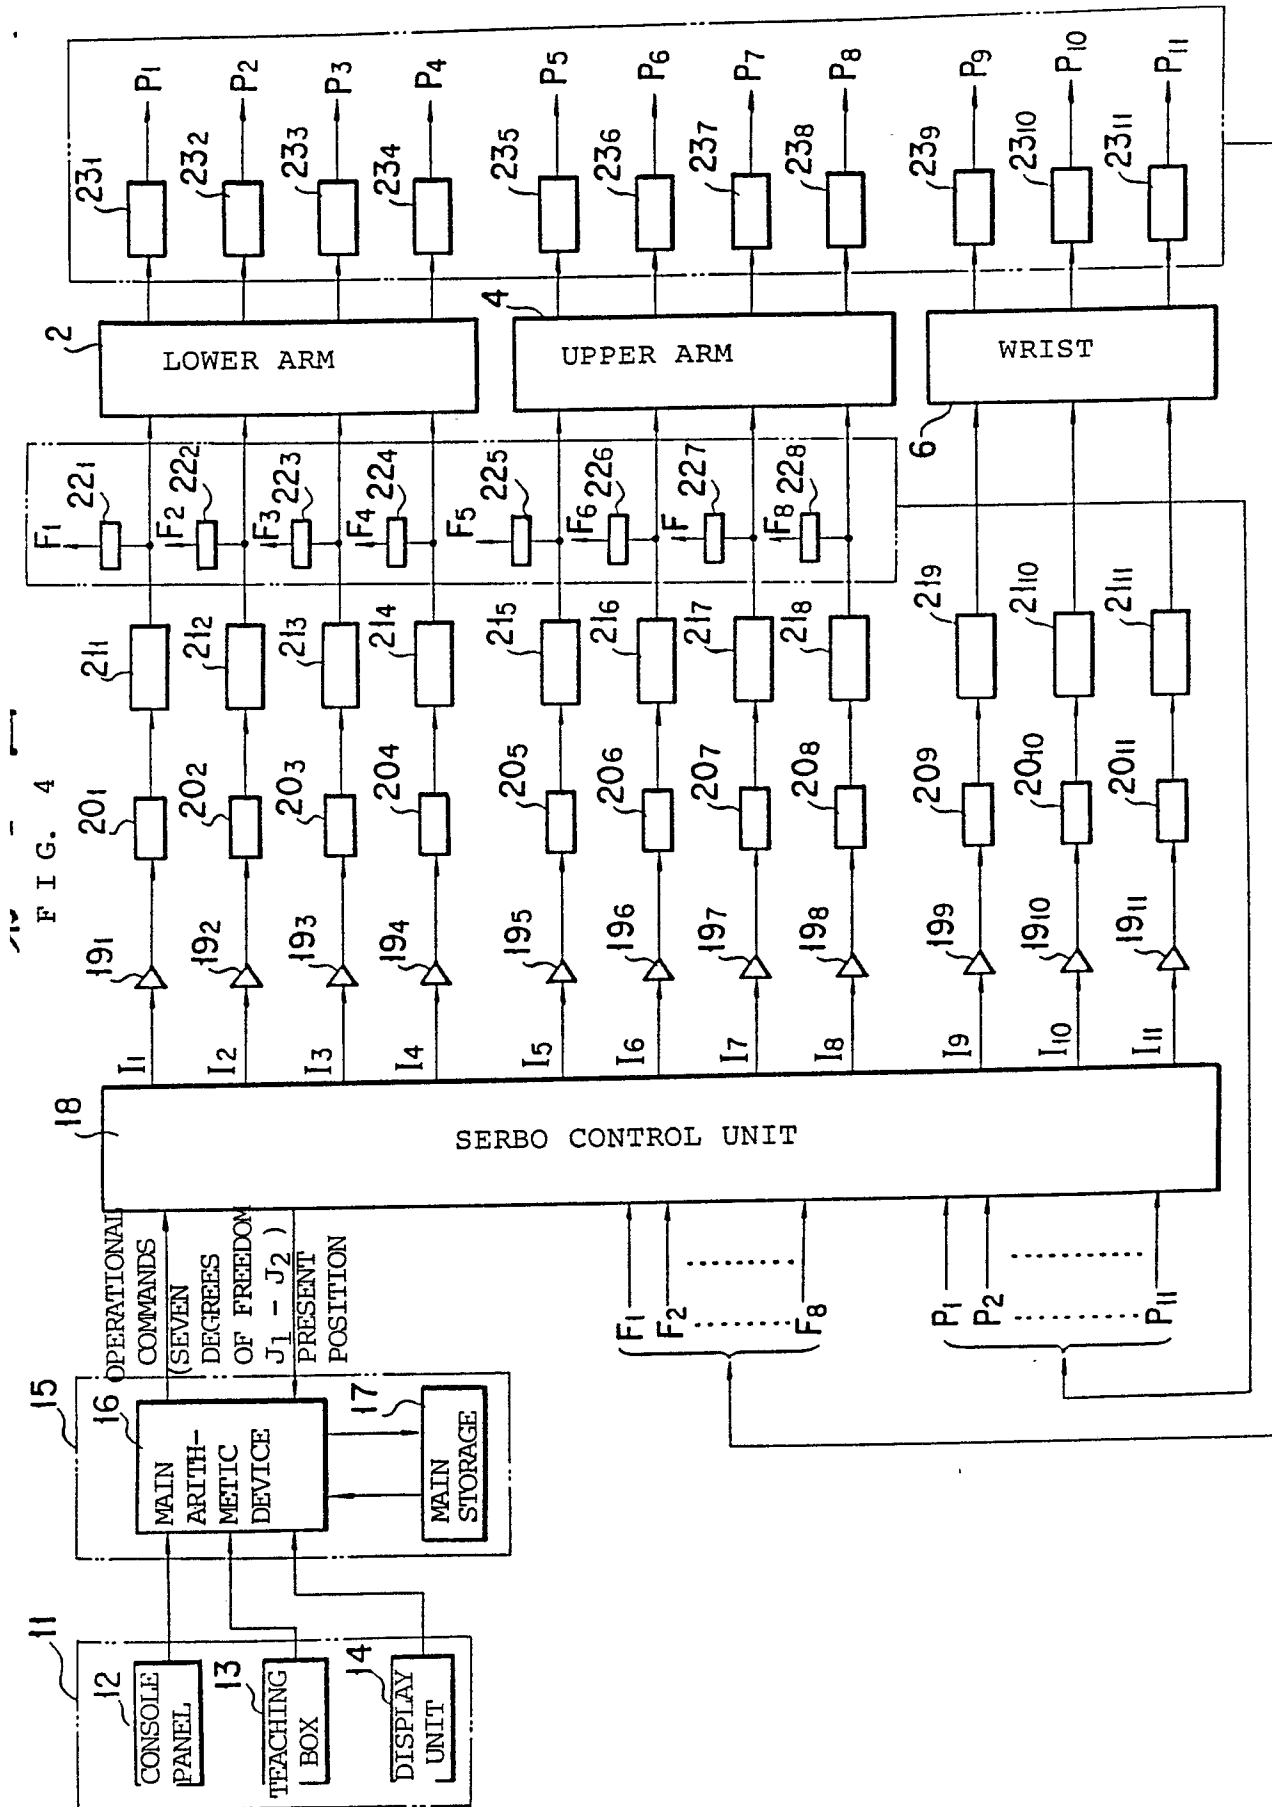 FIG. 4
11
12
CONSOLE
PANEL
13
TEACHING
BOX
14
DISPLAY
UNIT
15
16
MAIN
ARITH-
METIC
DEVICE
17
MAIN
STORAGE
OPERATIONAL
COMMANDS
(SEVEN
DEGREES
OF FREEDOM
J1 - J2 )
PRESENT
POSITION
18
SERBO CONTROL UNIT
F1
F2
F8
P1
P2
P11
I1
I2
I3
I4
I5
I6
I7
I8
I9
I10
I11
191
192
193
194
195
196
197
198
199
1910
1911
201
202
203
204
205
206
207
208
209
2010
2011
211
212
213
214
215
216
217
218
219
2110
2111
F1 221
F2 222
F3 223
F4 224
F5 225
F6 226
F 227
F8 228
2
LOWER ARM
4
UPPER ARM
6
WRIST
231
232
233
234
235
236
237
238
239
2310
2311
P1
P2
P3
P4
P5
P6
P7
P8
P9
P10
P11